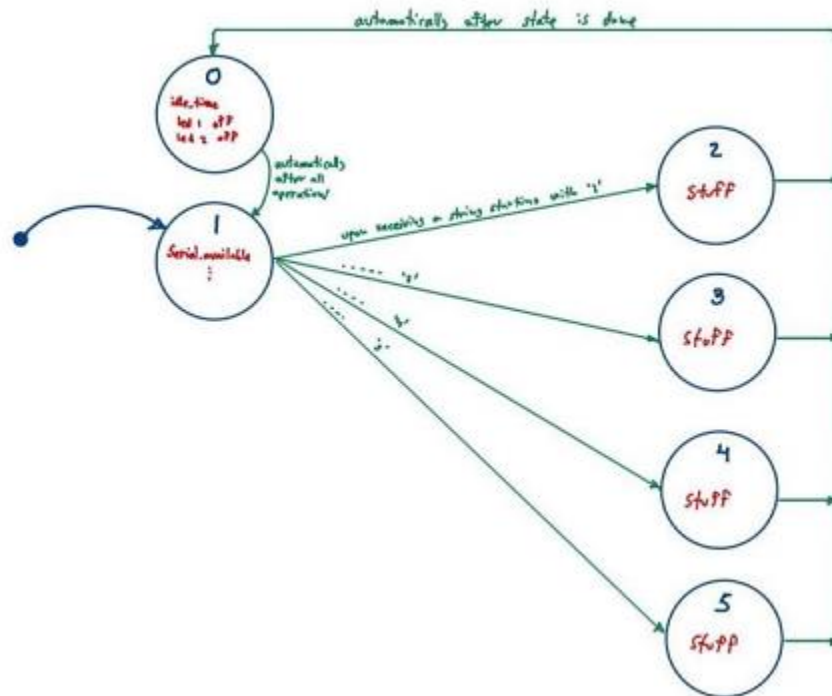 automatically after state is done
0
idle_time
led 1 off
led 2 off
automatically
after all
operations
1
Serial.available
:
upon receiving a string starting with '1'
2
stuff
..... '2'
3
stuff
.....
4
stuff
....
5
stuff